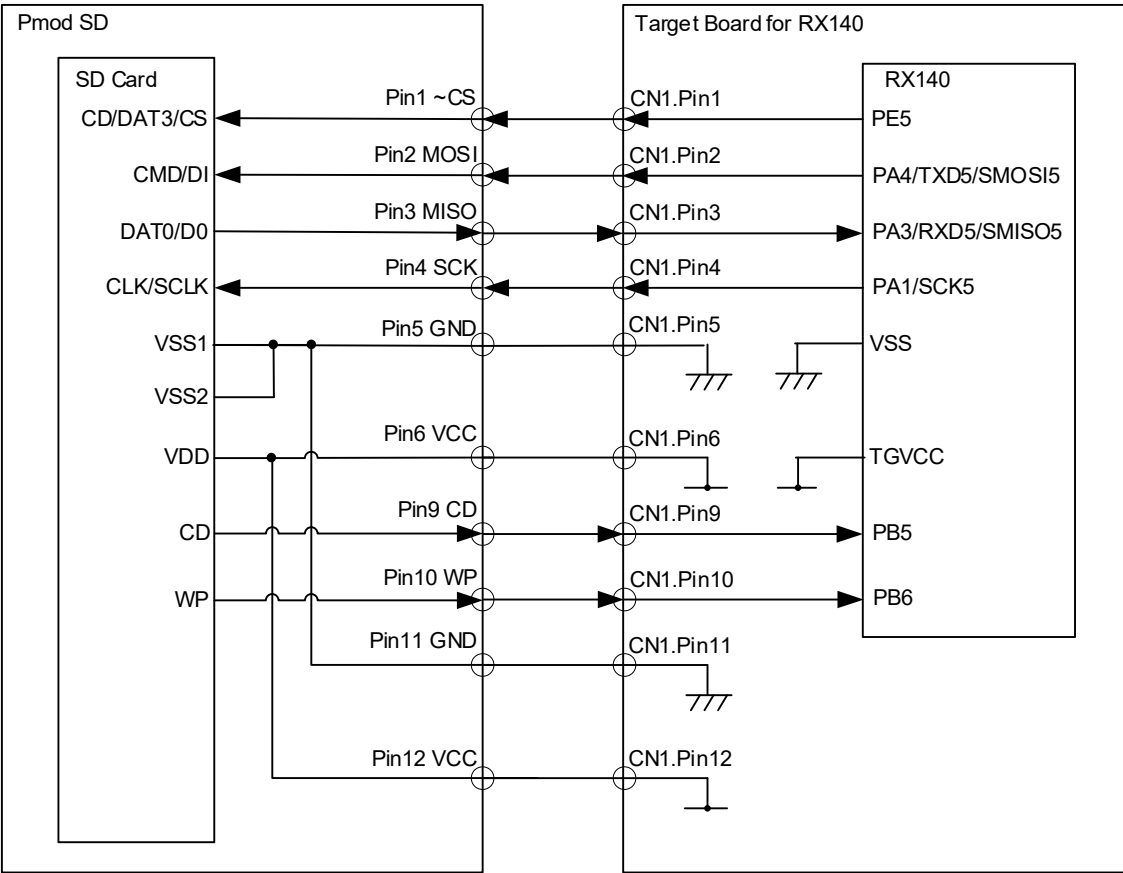 Pmod SD
Target Board for RX140
SD Card
RX140
CD/DAT3/CS
Pin1 ~CS
CN1.Pin1
PE5
CMD/DI
Pin2 MOSI
CN1.Pin2
PA4/TXD5/SMOSI5
DAT0/D0
Pin3 MISO
CN1.Pin3
PA3/RXD5/SMISO5
CLK/SCLK
Pin4 SCK
CN1.Pin4
PA1/SCK5
VSS1
Pin5 GND
CN1.Pin5
VSS
VSS2
VDD
Pin6 VCC
CN1.Pin6
TGVCC
CD
Pin9 CD
CN1.Pin9
PB5
WP
Pin10 WP
CN1.Pin10
PB6
Pin11 GND
CN1.Pin11
Pin12 VCC
CN1.Pin12